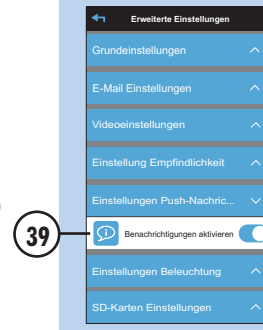 Erweiterte Einstellungen
Grundeinstellungen
E-Mail Einstellungen
Videoeinstellungen
Einstellung Empfindlichkeit
Einstellungen Push-Nachric...
39
Benachrichtigungen aktivieren
Einstellungen Beleuchtung
SD-Karten Einstellungen